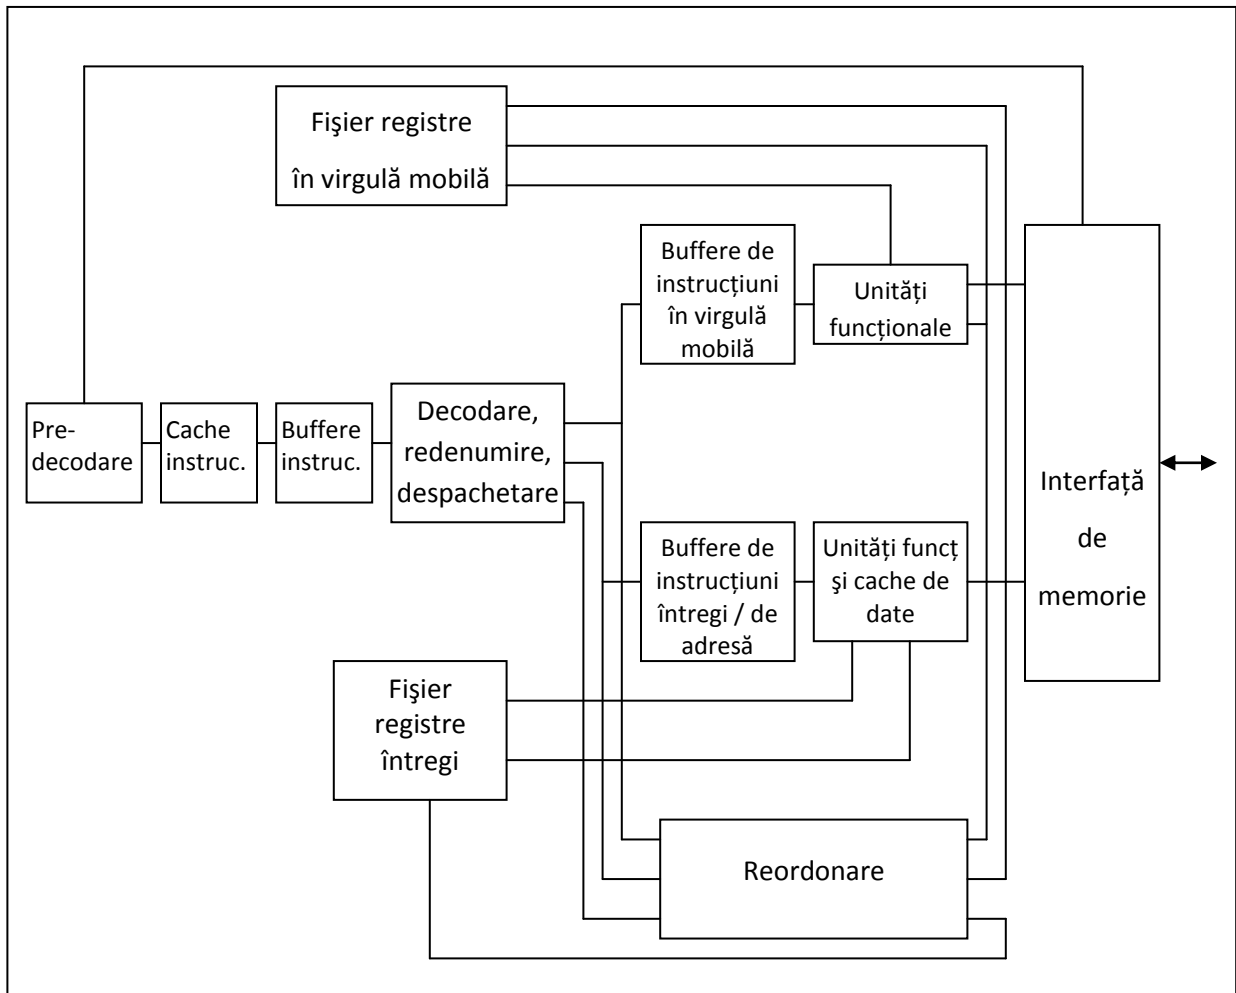 Fişier registre
în virgulă mobilă
Buffere de
instrucțiuni
în virgulă
mobilă
Unități
funcționale
Pre-
decodare
Cache
instruc.
Buffere
instruc.
Decodare,
redenumire,
despachetare
Interfață
de
memorie
Buffere de
instrucțiuni
întregi / de
adresă
Unități funcț
şi cache de
date
Fişier
registre
întregi
Reordonare